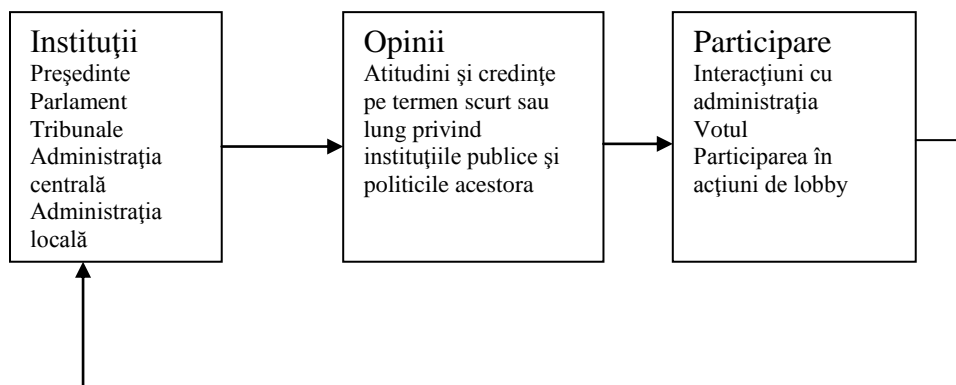 Instituţii
Preşedinte
Parlament
Tribunale
Administraţia
centrală
Administraţia
locală
Opinii
Atitudini şi credinţe
pe termen scurt sau
lung privind
instituţiile publice şi
politicile acestora
Participare
Interacţiuni cu
administraţia
Votul
Participarea în
acţiuni de lobby